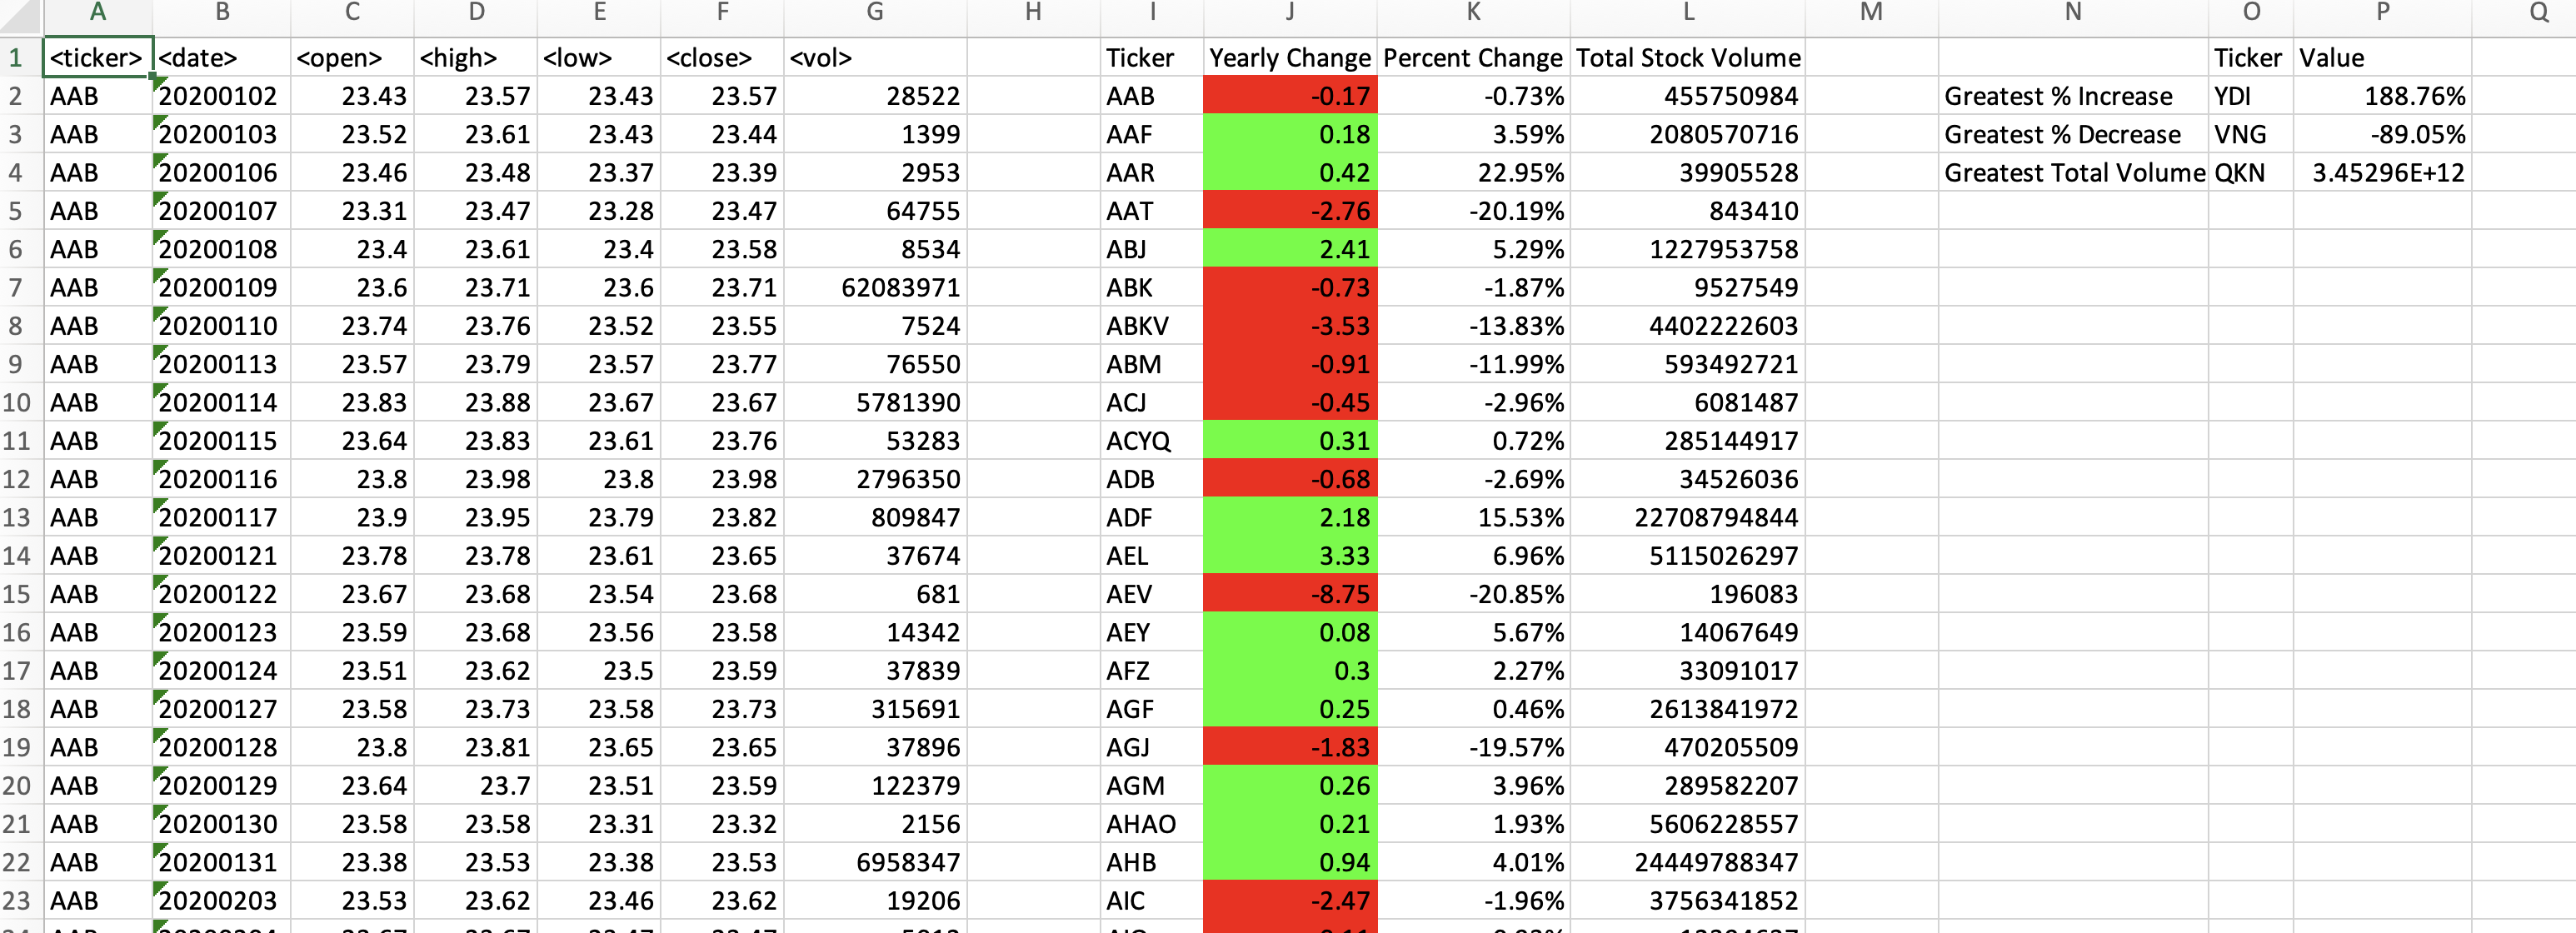 A B C D E F G H I J K L M N O P Q
1 <ticker> <date> <open> <high> <low> <close> <vol> Ticker Yearly Change Percent Change Total Stock Volume Ticker Value
2 AAB 20200102 23.43 23.57 23.43 23.57 28522 AAB -0.17 -0.73% 455750984 Greatest % Increase YDI 188.76%
3 AAB 20200103 23.52 23.61 23.43 23.44 1399 AAF 0.18 3.59% 2080570716 Greatest % Decrease VNG -89.05%
4 AAB 20200106 23.46 23.48 23.37 23.39 2953 AAR 0.42 22.95% 39905528 Greatest Total Volume QKN 3.45296E+12
5 AAB 20200107 23.31 23.47 23.28 23.47 64755 AAT -2.76 -20.19% 843410
6 AAB 20200108 23.4 23.61 23.4 23.58 8534 ABJ 2.41 5.29% 1227953758
7 AAB 20200109 23.6 23.71 23.6 23.71 62083971 ABK -0.73 -1.87% 9527549
8 AAB 20200110 23.74 23.76 23.52 23.55 7524 ABKV -3.53 -13.83% 4402222603
9 AAB 20200113 23.57 23.79 23.57 23.77 76550 ABM -0.91 -11.99% 593492721
10 AAB 20200114 23.83 23.88 23.67 23.67 5781390 ACJ -0.45 -2.96% 6081487
11 AAB 20200115 23.64 23.83 23.61 23.76 53283 ACYQ 0.31 0.72% 285144917
12 AAB 20200116 23.8 23.98 23.8 23.98 2796350 ADB -0.68 -2.69% 34526036
13 AAB 20200117 23.9 23.95 23.79 23.82 809847 ADF 2.18 15.53% 22708794844
14 AAB 20200121 23.78 23.78 23.61 23.65 37674 AEL 3.33 6.96% 5115026297
15 AAB 20200122 23.67 23.68 23.54 23.68 681 AEV -8.75 -20.85% 196083
16 AAB 20200123 23.59 23.68 23.56 23.58 14342 AEY 0.08 5.67% 14067649
17 AAB 20200124 23.51 23.62 23.5 23.59 37839 AFZ 0.3 2.27% 33091017
18 AAB 20200127 23.58 23.73 23.58 23.73 315691 AGF 0.25 0.46% 2613841972
19 AAB 20200128 23.8 23.81 23.65 23.65 37896 AGJ -1.83 -19.57% 470205509
20 AAB 20200129 23.64 23.7 23.51 23.59 122379 AGM 0.26 3.96% 289582207
21 AAB 20200130 23.58 23.58 23.31 23.32 2156 AHAO 0.21 1.93% 5606228557
22 AAB 20200131 23.38 23.53 23.38 23.53 6958347 AHB 0.94 4.01% 24449788347
23 AAB 20200203 23.53 23.62 23.46 23.62 19206 AIC -2.47 -1.96% 3756341852